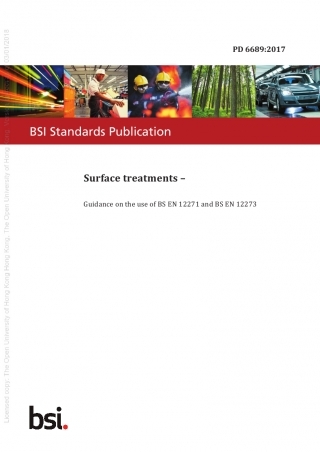 PD 6689:2017
BSI Standards Publication
Surface treatments –
Guidance on the use of BS EN 12271 and BS EN 12273
bsi.
Licensed copy: The Open University of Hong Kong, The Open University of Hong Kong,